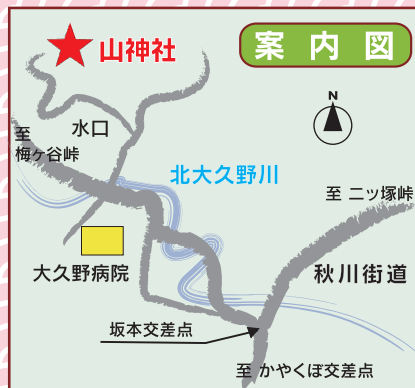 案内図
山神社
N
水口
至
梅ヶ谷峠
北大久野川
至 二ッ塚峠
大久野病院
秋川街道
坂本交差点
至 かやくぼ交差点